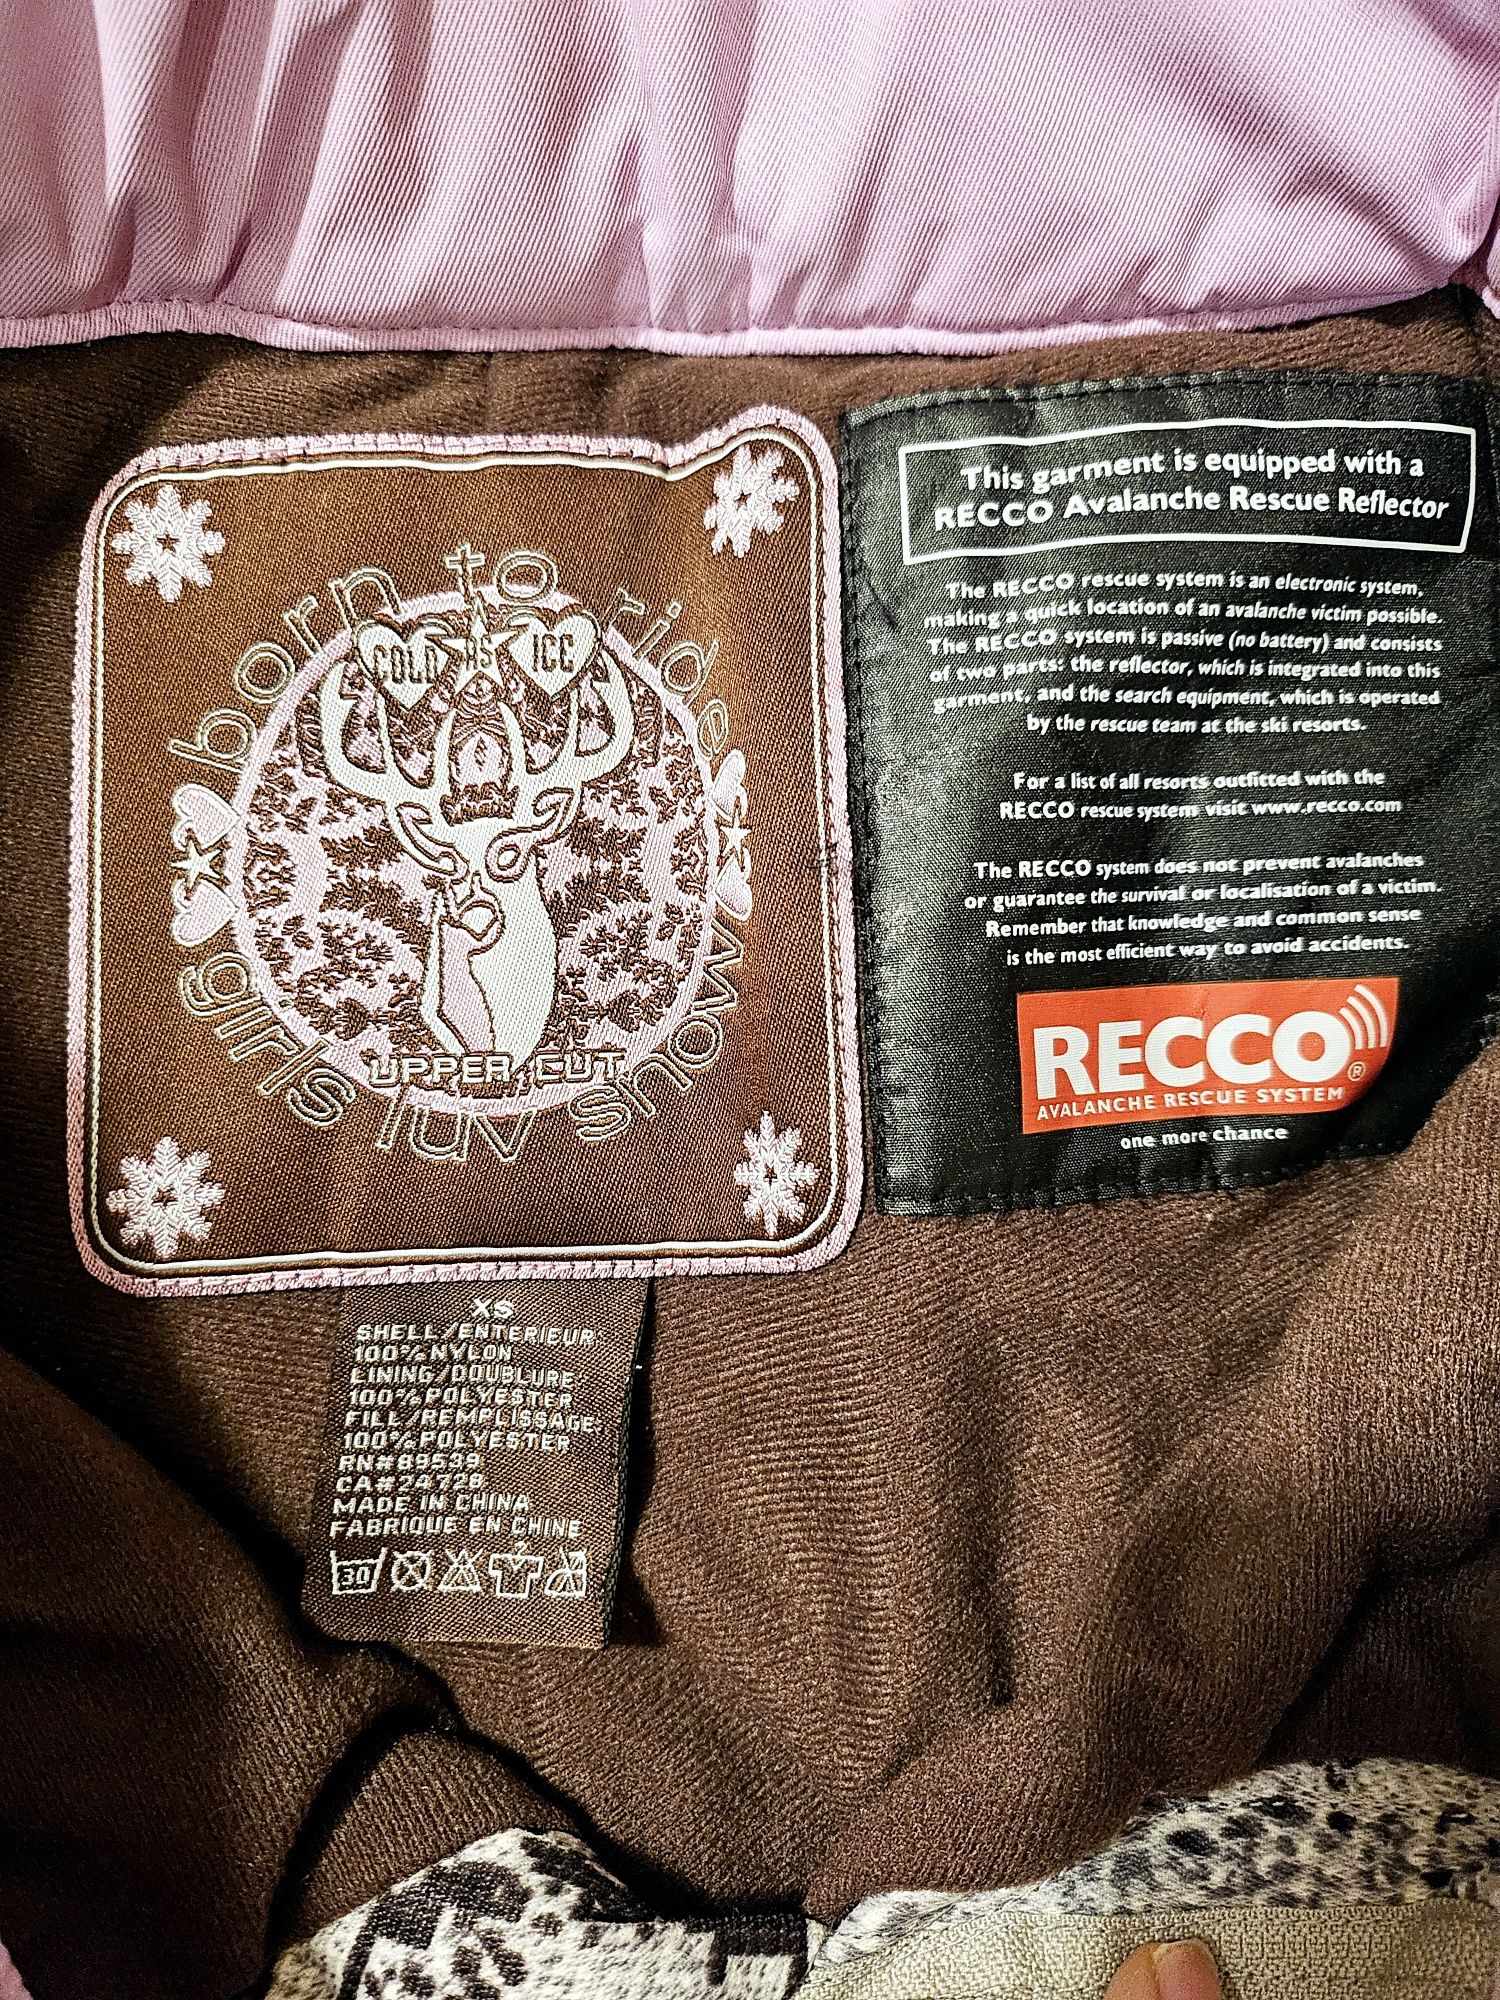 born to ride
COLD AS ICE
UPPER CUT
girls luv snow
XS
SHELL/ENTERIEUR:
100% NYLON
LINING/DOUBLURE
100% POLYESTER
FILL/REMPLISSAGE:
100% POLYESTER
RN#89539
CA#24728
MADE IN CHINA
FABRIQUE EN CHINE
30
This garment is equipped with a
RECCO Avalanche Rescue Reflector
The RECCO rescue system is an electronic system,
making a quick location of an avalanche victim possible.
The RECCO system is passive (no battery) and consists
of two parts: the reflector, which is integrated into this
garment, and the search equipment, which is operated
by the rescue team at the ski resorts.
For a list of all resorts outfitted with the
RECCO rescue system visit www.recco.com
The RECCO system does not prevent avalanches
or guarantee the survival or localisation of a victim.
Remember that knowledge and common sense
is the most efficient way to avoid accidents.
RECCO®
AVALANCHE RESCUE SYSTEM
one more chance